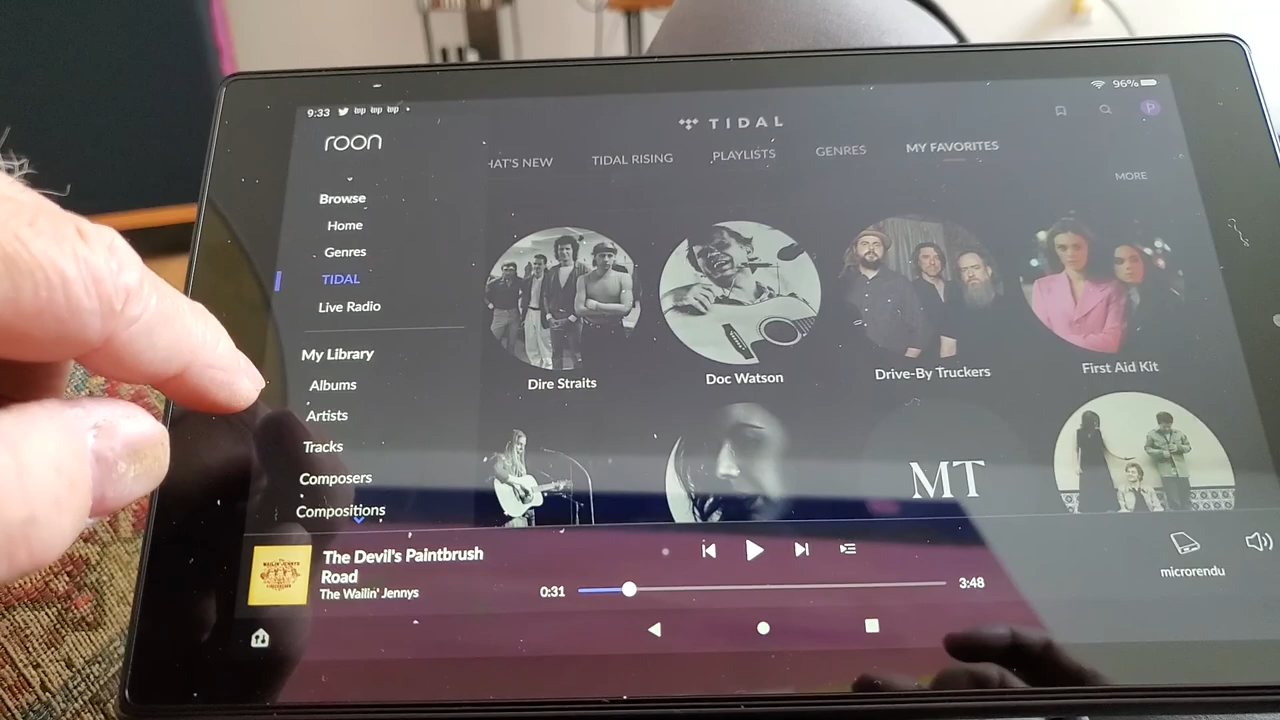 9:33
96%
roon
TIDAL
HAT'S NEW
TIDAL RISING
PLAYLISTS
GENRES
MY FAVORITES
P
MORE
Browse
Home
Genres
TIDAL
Live Radio
My Library
Albums
Artists
Tracks
Composers
Compositions
Dire Straits
Doc Watson
Drive-By Truckers
First Aid Kit
MT
The Devil's Paintbrush
Road
The Wailin' Jennys
0:31
3:48
microrendu